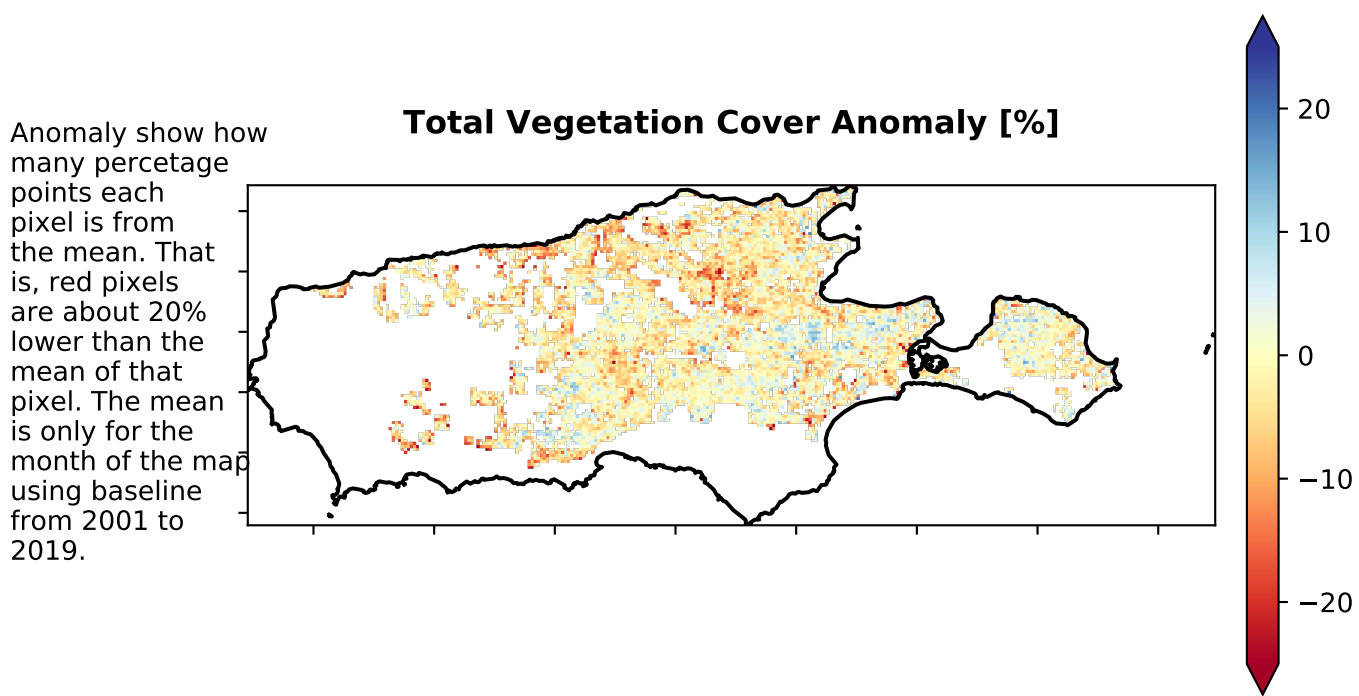 Total Vegetation Cover Anomaly [%]
Anomaly show how
many percetage
points each
pixel is from
the mean. That
is, red pixels
are about 20%
lower than the
mean of that
pixel. The mean
is only for the
month of the map
using baseline
from 2001 to
2019.
20
10
0
−10
−20